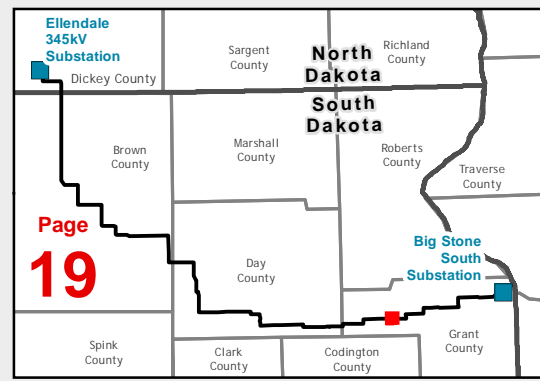 Ellendale
345kV
Substation
Dickey County
Sargent
County
North
Dakota
Richland
County
South
Dakota
Brown
County
Marshall
County
Roberts
County
Traverse
County
Page
19
Day
County
Big Stone
South
Substation
Spink
County
Clark
County
Codington
County
Grant
County